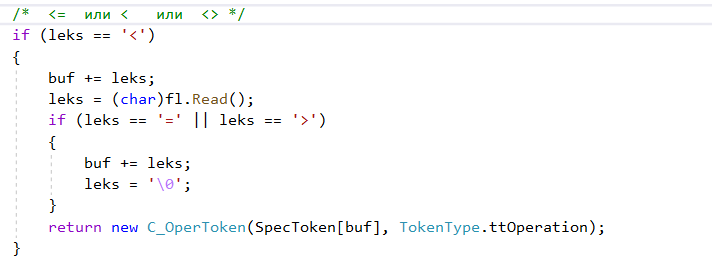 /*  <=  или <   или  <> */
if (leks == '<')
{
    buf += leks;
    leks = (char)fl.Read();
    if (leks == '=' || leks == '>')
    {
        buf += leks;
        leks = '\0';
    }
    return new C_OperToken(SpecToken[buf], TokenType.ttOperation);
}